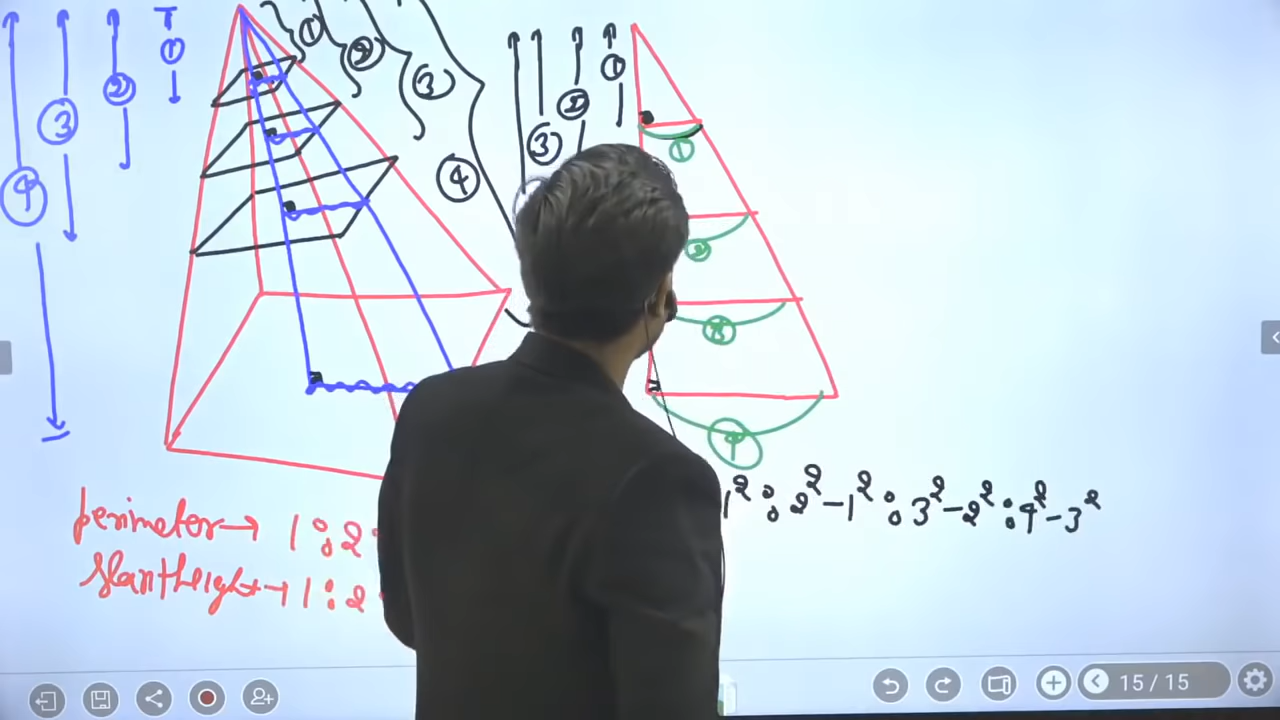 4 3 2 1
1 2 3 4
3 2 1
1
2
3
4
perimeter → 1 : 2
slant height → 1 : 2
1² : 2² - 1² : 3² - 2² : 4² - 3²
15 / 15